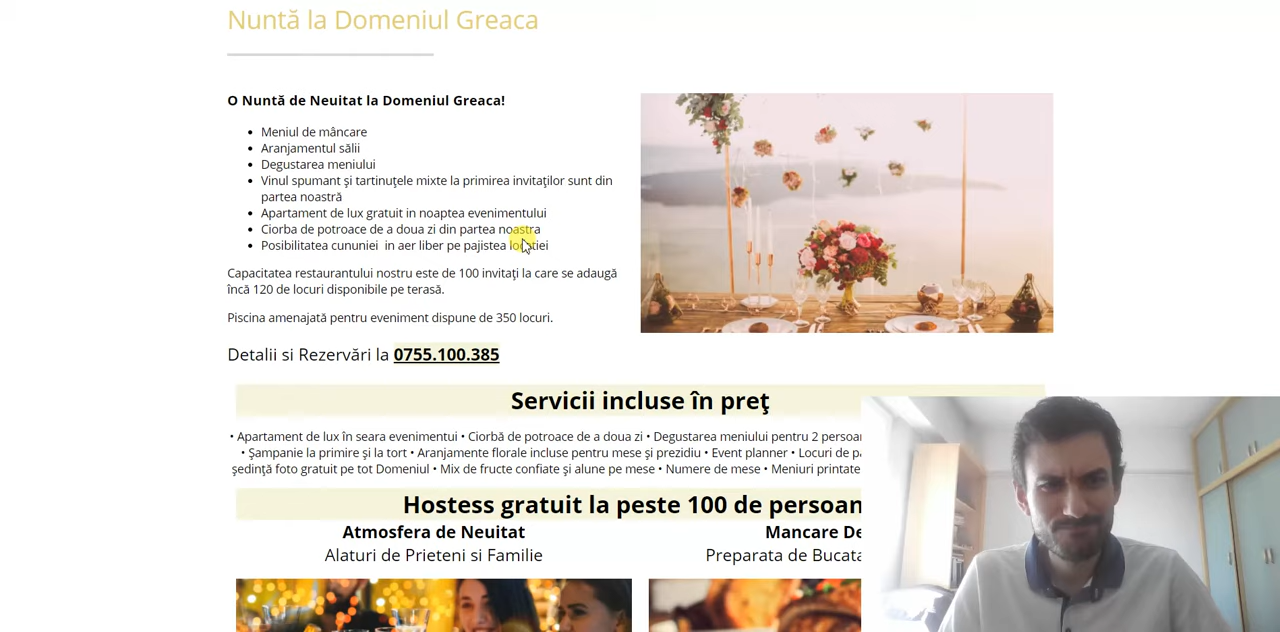 Nuntă la Domeniul Greaca
O Nuntă de Neuitat la Domeniul Greaca!
• Meniul de mâncare
• Aranjamentul sălii
• Degustarea meniului
• Vinul spumant şi tartinuţele mixte la primirea invitaţilor sunt din
partea noastră
• Apartament de lux gratuit in noaptea evenimentului
• Ciorba de potroace de a doua zi din partea noastra
• Posibilitatea cununiei in aer liber pe pajistea locatiei
Capacitatea restaurantului nostru este de 100 invitaţi la care se adaugă
încă 120 de locuri disponibile pe terasă.
Piscina amenajată pentru eveniment dispune de 350 locuri.
Detalii si Rezervări la 0755.100.385
Servicii incluse în preţ
• Apartament de lux în seara evenimentui • Ciorbă de potroace de a doua zi • Degustarea meniului pentru 2 persoan
• Şampanie la primire şi la tort • Aranjamente florale incluse pentru mese şi prezidiu • Event planner • Locuri de pa
şedinţă foto gratuit pe tot Domeniul • Mix de fructe confiate şi alune pe mese • Numere de mese • Meniuri printate
Hostess gratuit la peste 100 de persoan
Atmosfera de Neuitat
Alaturi de Prieteni si Familie
Mancare De
Preparata de Bucata